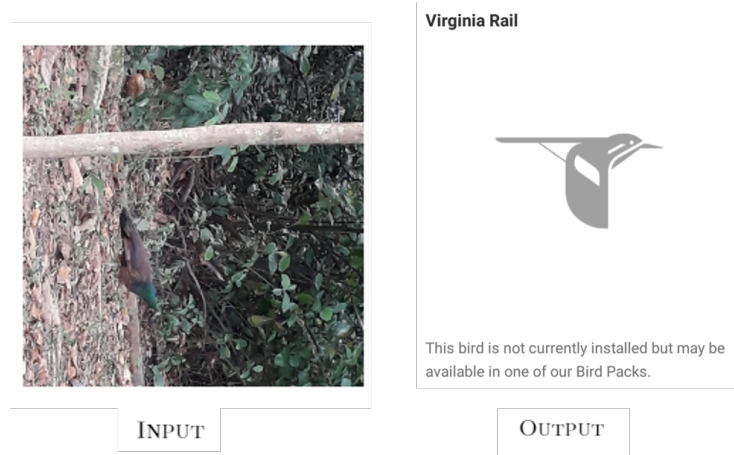 Virginia Rail
This bird is not currently installed but may be
available in one of our Bird Packs.
INPUT
OUTPUT